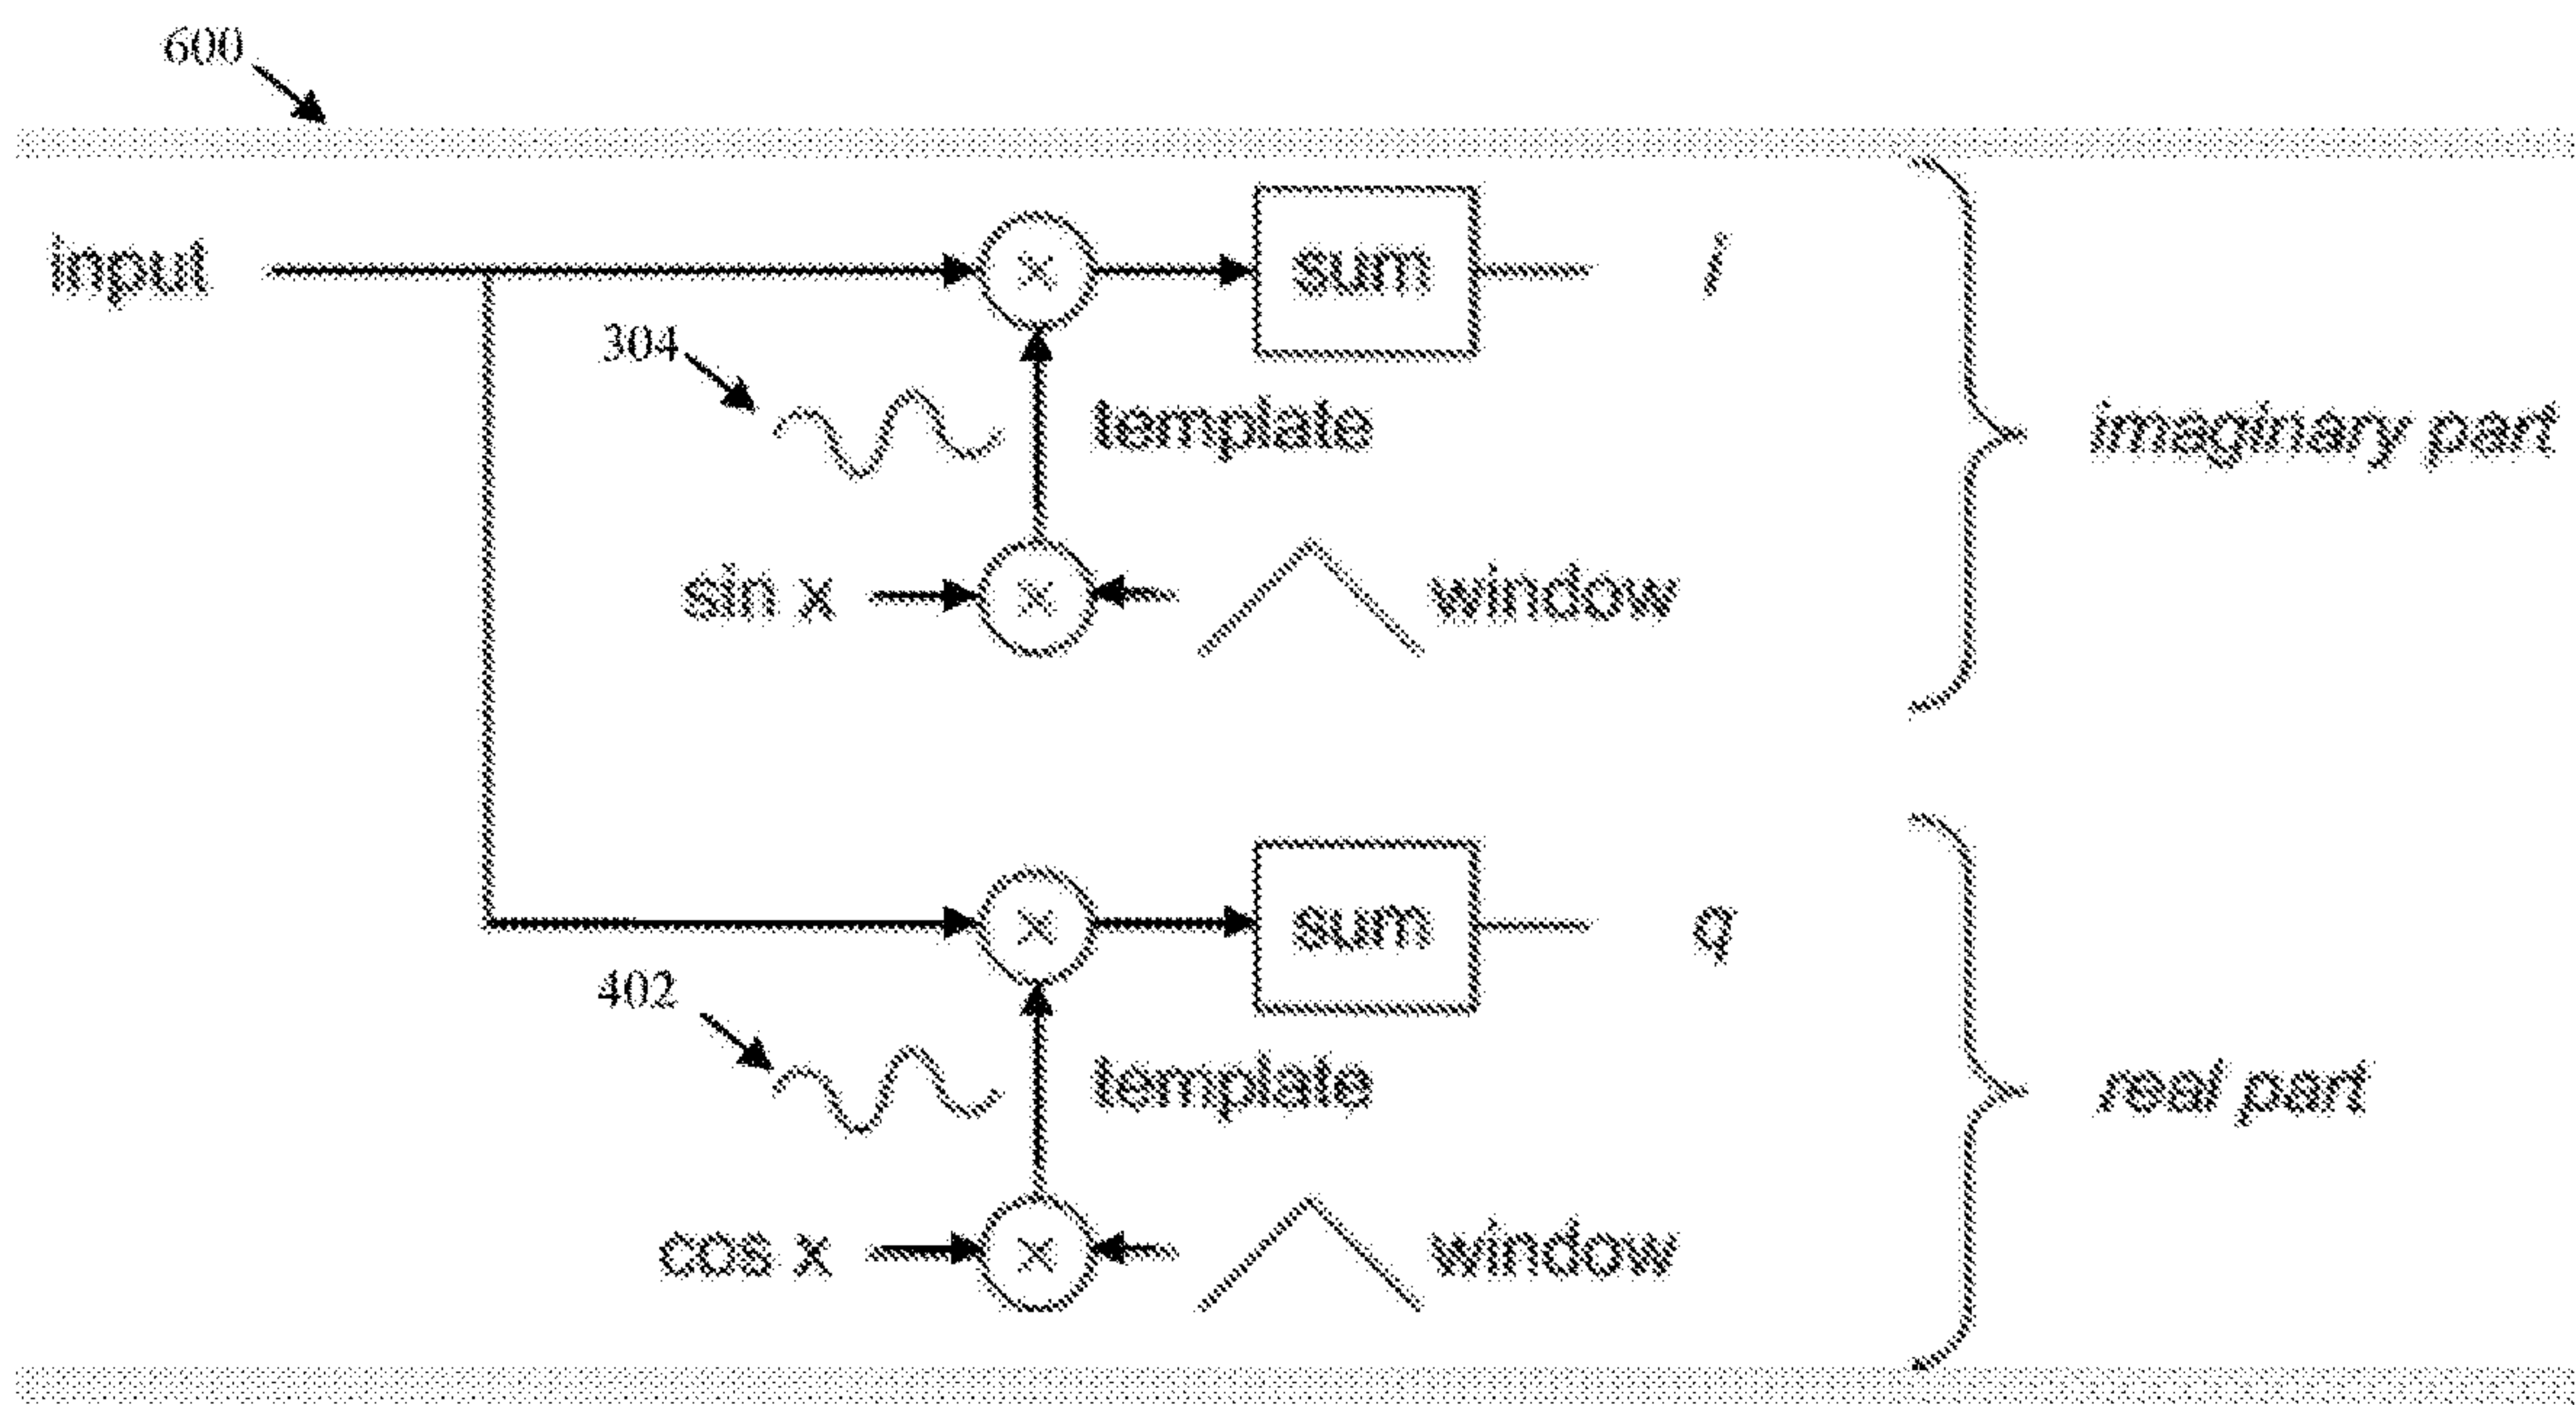 600
input
×
sum
i
304
template
imaginary part
sin x
×
window
×
sum
q
402
template
real part
cos x
×
window